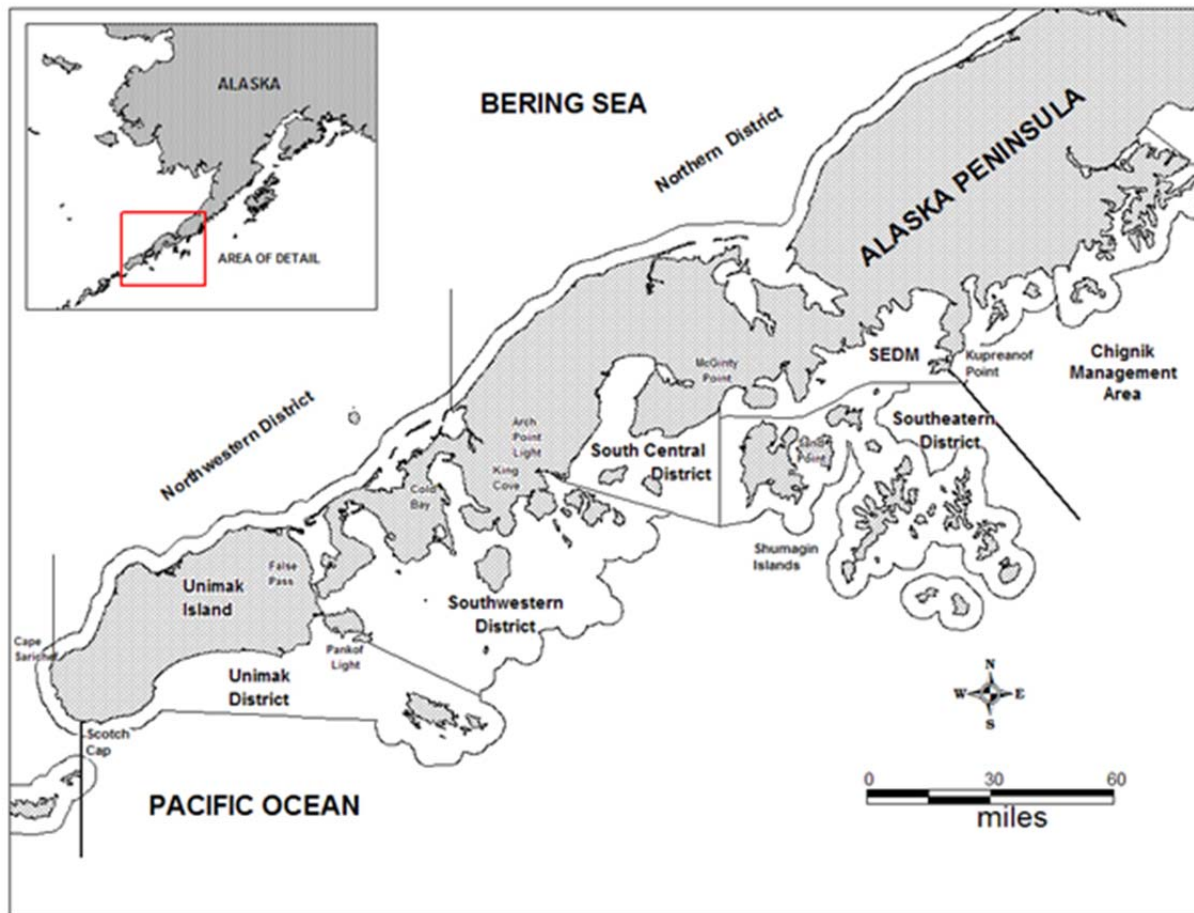 ALASKA
AREA OF DETAIL
BERING SEA
Northern District
ALASKA PENINSULA
Northwestern District
SEDM
Kupreanof
Point
Chignik
Management
Area
McGinty
Point
Southeatern
District
Arch
Point
Light
King
Cove
South Central
District
Point
Cold
Bay
Shumagin
Islands
False
Pass
Unimak
Island
Southwestern
District
Cape
Sarichef
Pankof
Light
Unimak
District
Scotch
Cap
PACIFIC OCEAN
N
W
E
S
0
30
60
miles